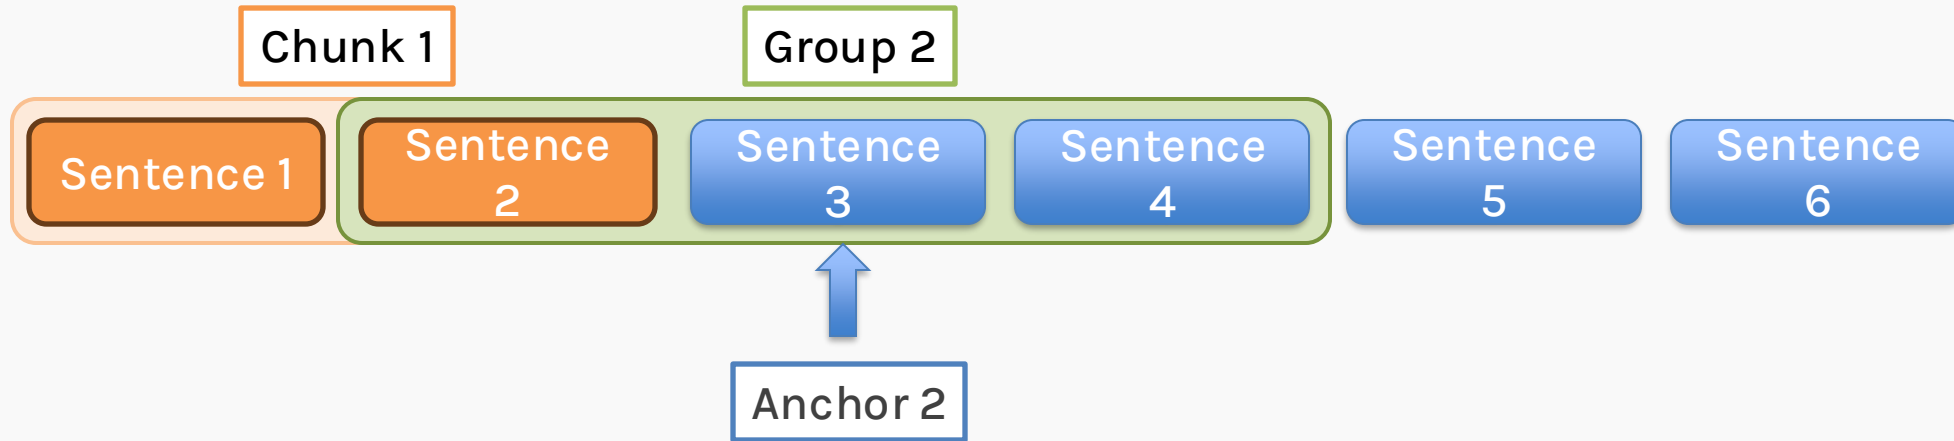 Chunk 1
Group 2
Sentence 1
Sentence
2
Sentence
3
Sentence
4
Sentence
5
Sentence
6
Anchor 2